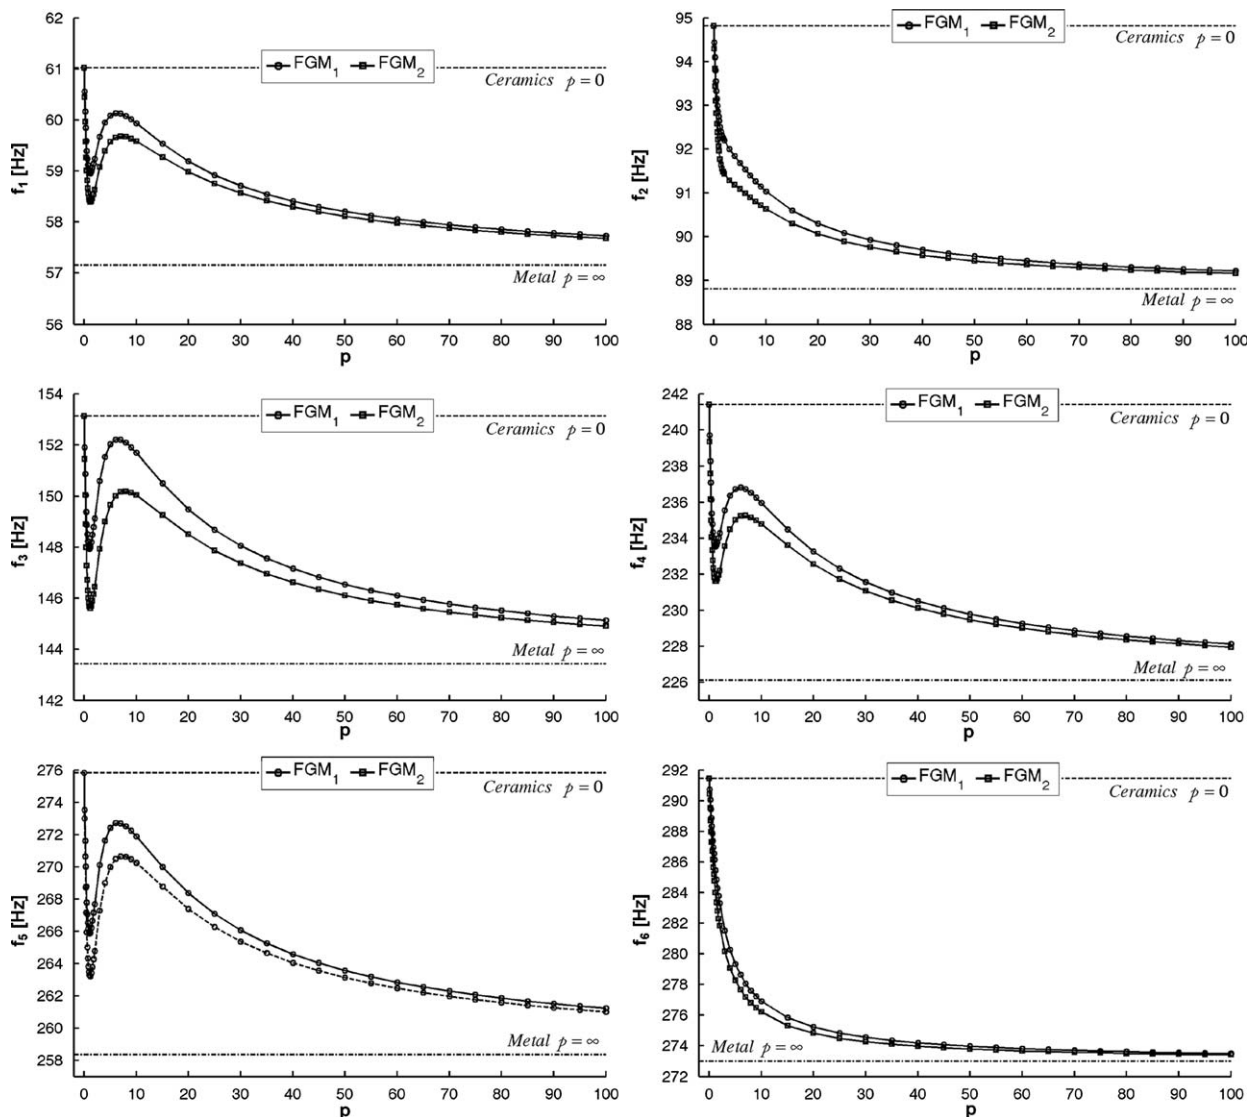 62
61
60
59
58
57
56
f1 [Hz]
FGM1 FGM2
Ceramics p = 0
Metal p = ∞
0 10 20 30 40 50 60 70 80 90 100
p
95
94
93
92
91
90
89
88
f2 [Hz]
FGM1 FGM2
Ceramics p = 0
Metal p = ∞
0 10 20 30 40 50 60 70 80 90 100
p
154
152
150
148
146
144
142
f3 [Hz]
FGM1 FGM2
Ceramics p = 0
Metal p = ∞
0 10 20 30 40 50 60 70 80 90 100
p
242
240
238
236
234
232
230
228
226
f4 [Hz]
FGM1 FGM2
Ceramics p = 0
Metal p = ∞
0 10 20 30 40 50 60 70 80 90 100
p
276
274
272
270
268
266
264
262
260
258
f5 [Hz]
FGM1 FGM2
Ceramics p = 0
Metal p = ∞
0 10 20 30 40 50 60 70 80 90 100
p
292
290
288
286
284
282
280
278
276
274
272
f6 [Hz]
FGM1 FGM2
Ceramics p = 0
Metal p = ∞
0 10 20 30 40 50 60 70 80 90 100
p